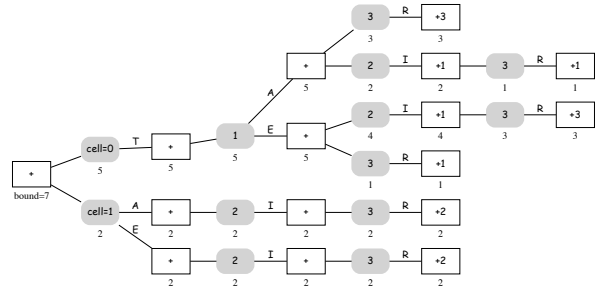 3 R +3
3 3
A + 2 I +1 3 R +1
5 2 2 1 1
cell=0 T + 1 E + 2 I +1 3 R +3
5 5 5 5 4 4 3 3
3 R +1
1 1
+
bound=7
cell=1 A + 2 I + 3 R +2
2 2 2 2 2 2
E + 2 I + 3 R +2
2 2 2 2 2